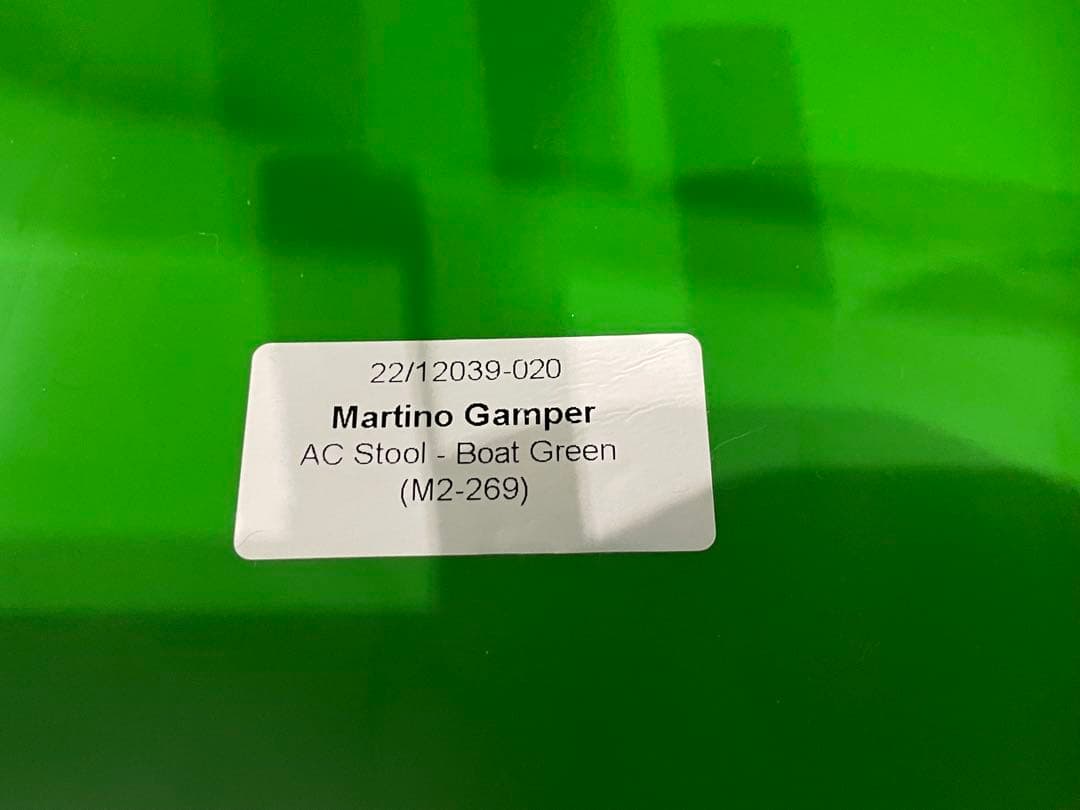 22/12039-020
Martino Gamper
AC Stool - Boat Green
(M2-269)